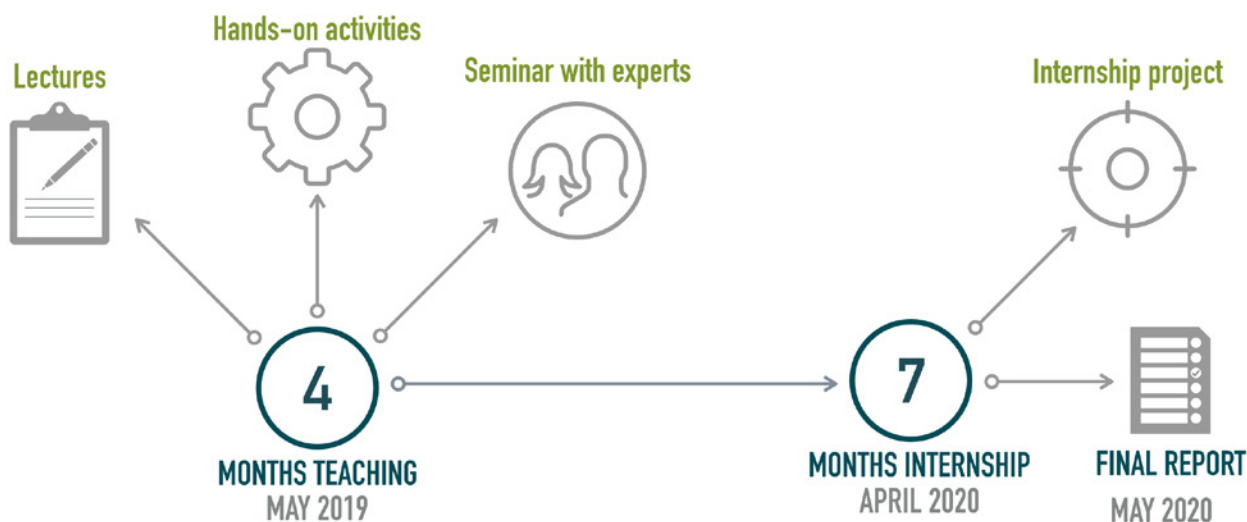 Lectures
Hands-on activities
Seminar with experts
Internship project
4
MONTHS TEACHING
MAY 2019
7
MONTHS INTERNSHIP
APRIL 2020
FINAL REPORT
MAY 2020